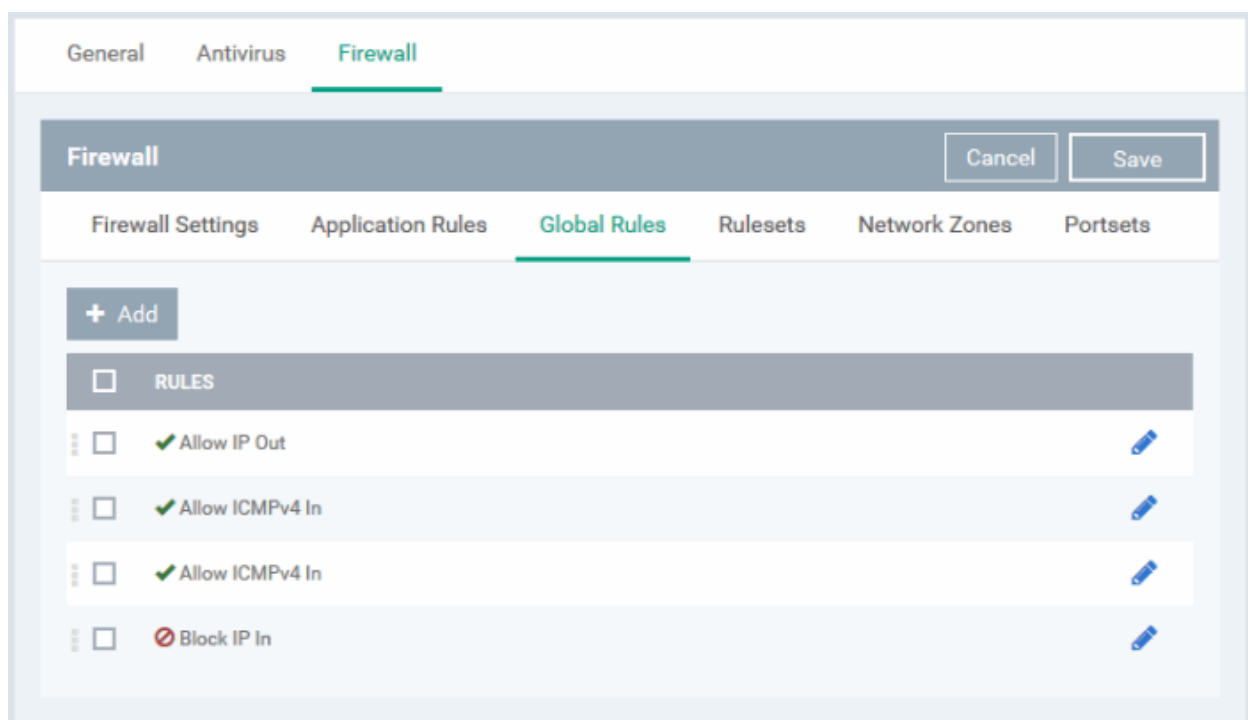 General Antivirus Firewall
Firewall Cancel Save
Firewall Settings Application Rules Global Rules Rulesets Network Zones Portsets
+ Add
RULES
Allow IP Out
Allow ICMPv4 In
Allow ICMPv4 In
Block IP In